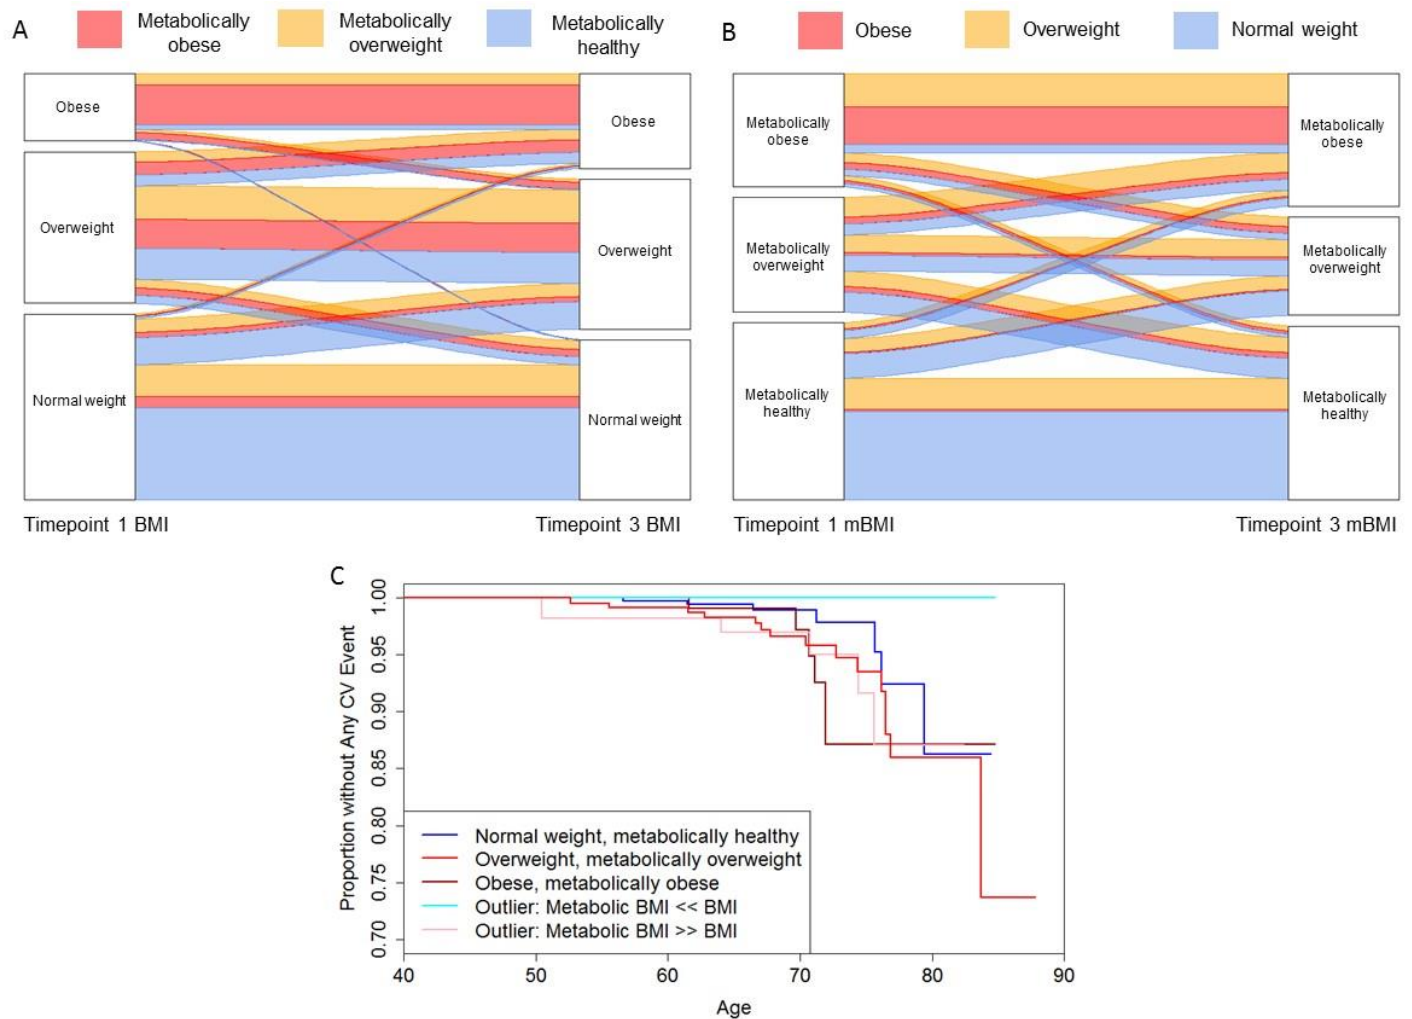 A
Metabolically
obese
Metabolically
overweight
Metabolically
healthy
Obese
Overweight
Normal weight
Obese
Overweight
Normal weight
Timepoint 1 BMI
Timepoint 3 BMI
B
Obese
Overweight
Normal weight
Metabolically
obese
Metabolically
overweight
Metabolically
healthy
Metabolically
obese
Metabolically
overweight
Metabolically
healthy
Timepoint 1 mBMI
Timepoint 3 mBMI
C
Proportion without Any CV Event
1.00
0.95
0.90
0.85
0.80
0.75
0.70
Normal weight, metabolically healthy
Overweight, metabolically overweight
Obese, metabolically obese
Outlier: Metabolic BMI << BMI
Outlier: Metabolic BMI >> BMI
40 50 60 70 80 90
Age